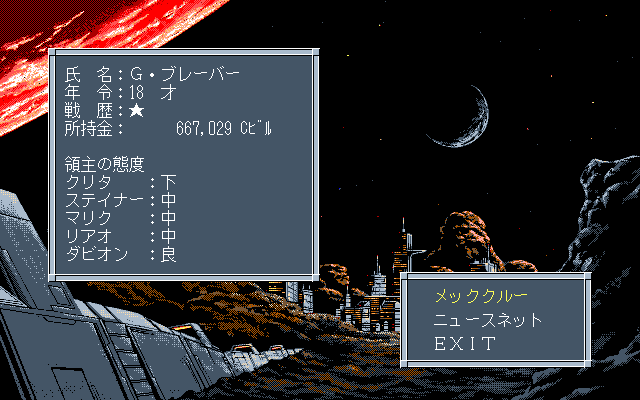 氏　名：Ｇ・ブレーバー
年　令：18　才
戦　歴：★
所持金：　　　667,029 Cﾋﾞﾙ
領主の態度
クリタ　　：下
ステイナー：中
マリク　　：中
リアオ　　：中
ダビオン　：良
メッククルー
ニュースネット
ＥＸＩＴ